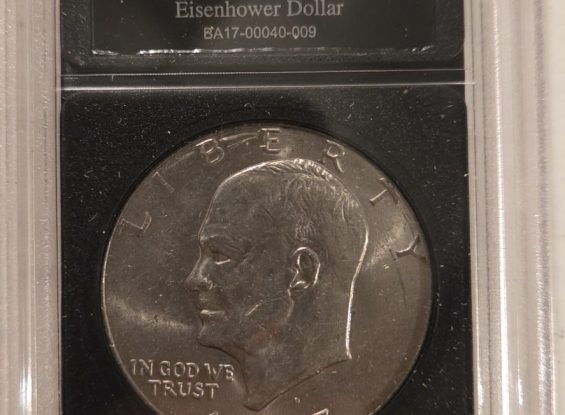 Eisenhower Dollar
BA17-00040-009
LIBERTY
IN GOD WE
TRUST